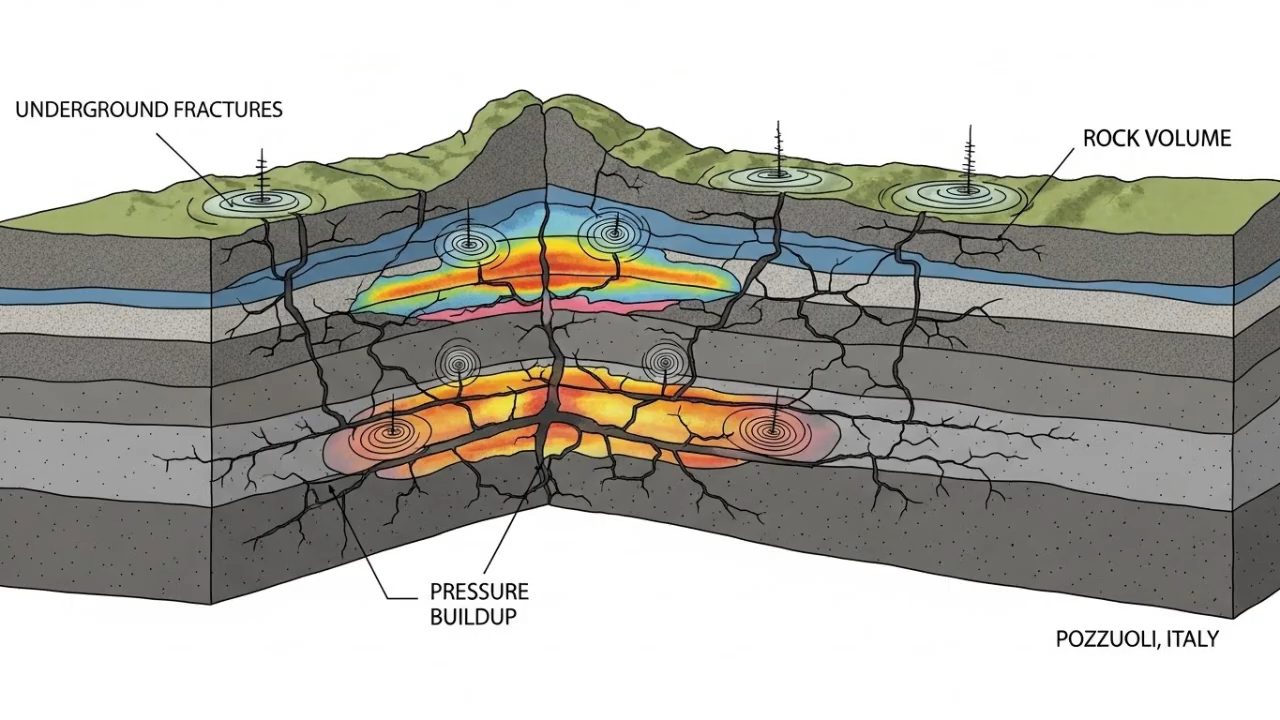 UNDERGROUND FRACTURES
ROCK VOLUME
PRESSURE
BUILDUP
POZZUOLI, ITALY